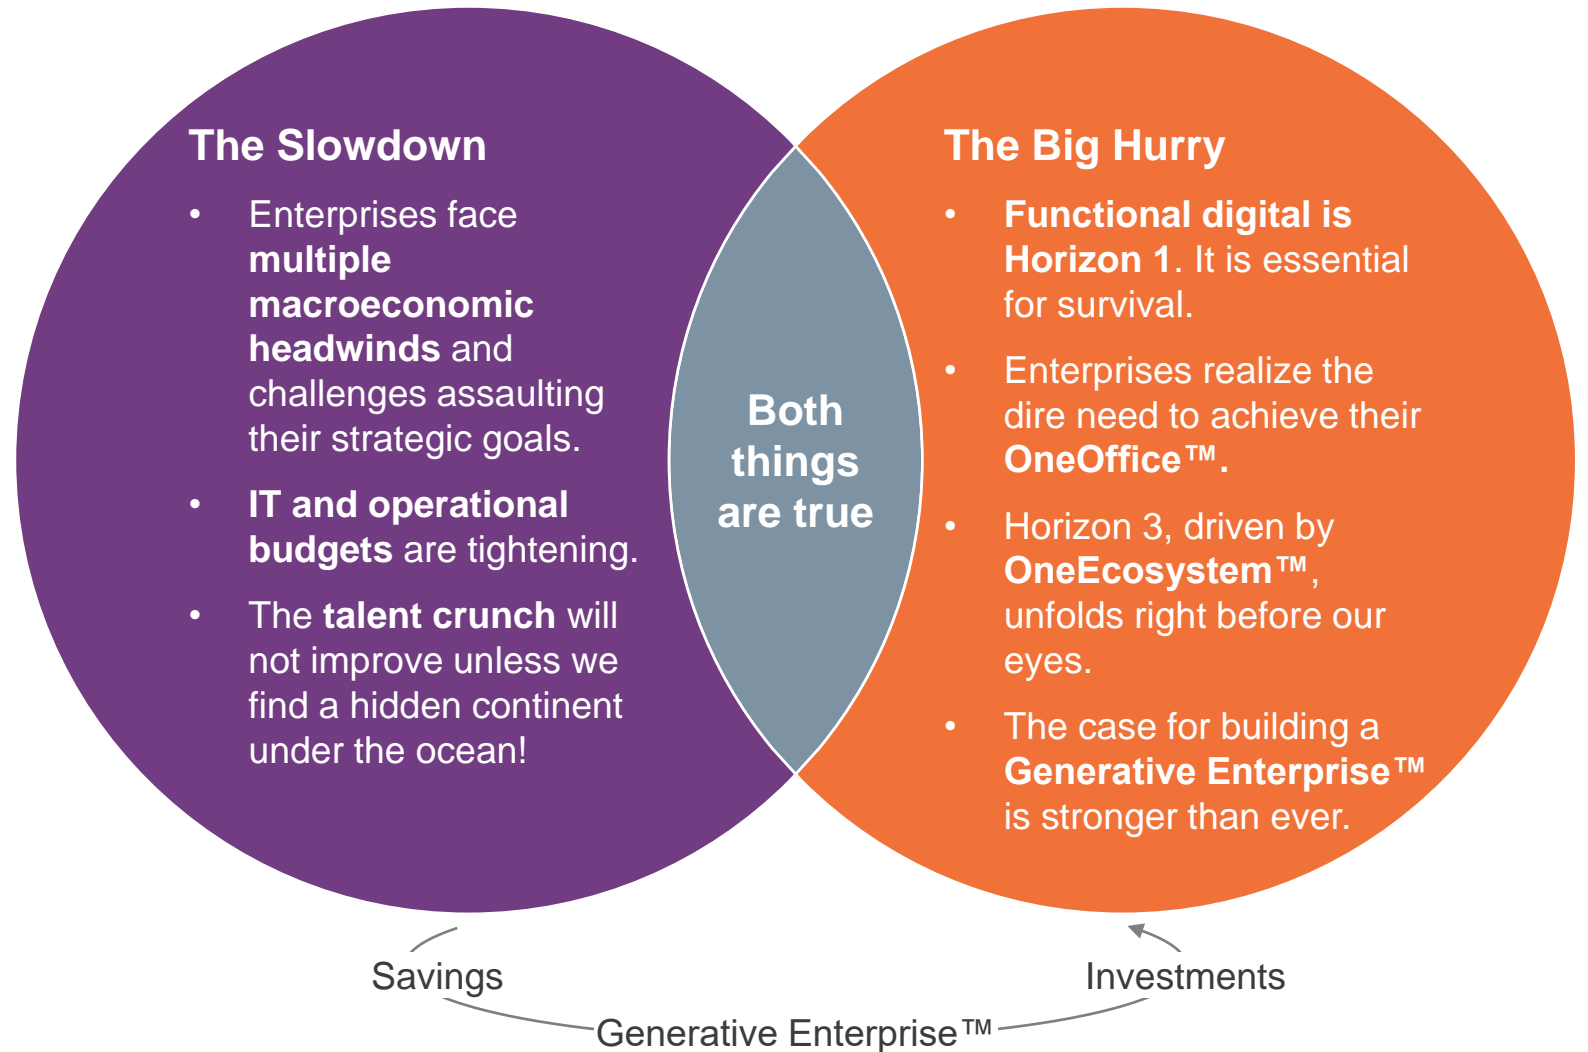 The Slowdown
• Enterprises face
multiple
macroeconomic
headwinds and
challenges assaulting
their strategic goals.
• IT and operational
budgets are tightening.
• The talent crunch will
not improve unless we
find a hidden continent
under the ocean!
Both
things
are true
The Big Hurry
• Functional digital is
Horizon 1. It is essential
for survival.
• Enterprises realize the
dire need to achieve their
OneOffice™.
• Horizon 3, driven by
OneEcosystem™,
unfolds right before our
eyes.
• The case for building a
Generative Enterprise™
is stronger than ever.
Savings
Investments
Generative Enterprise™